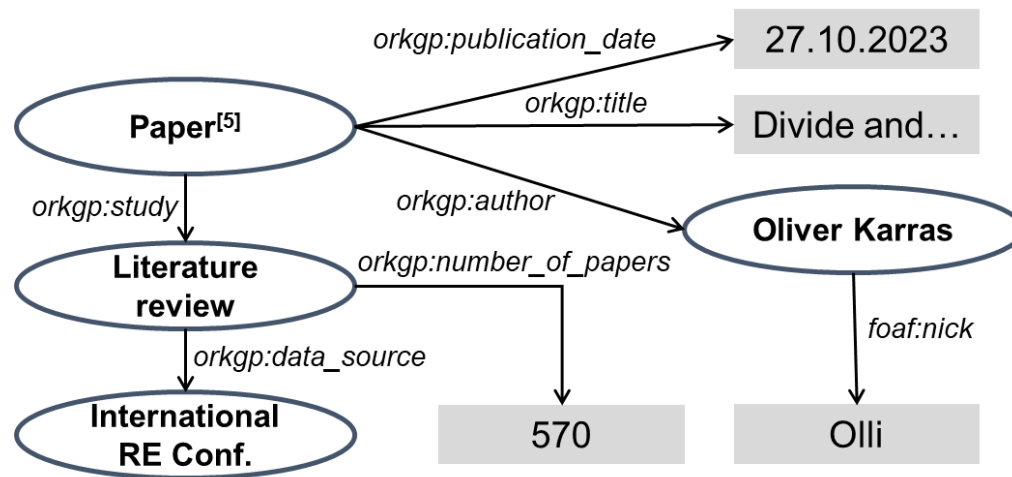 orkgp:publication_date
27.10.2023
Paper[5]
orkgp:title
Divide and…
orkgp:study
orkgp:author
Oliver Karras
Literature
review
orkgp:number_of_papers
foaf:nick
orkgp:data_source
International
RE Conf.
570
Olli